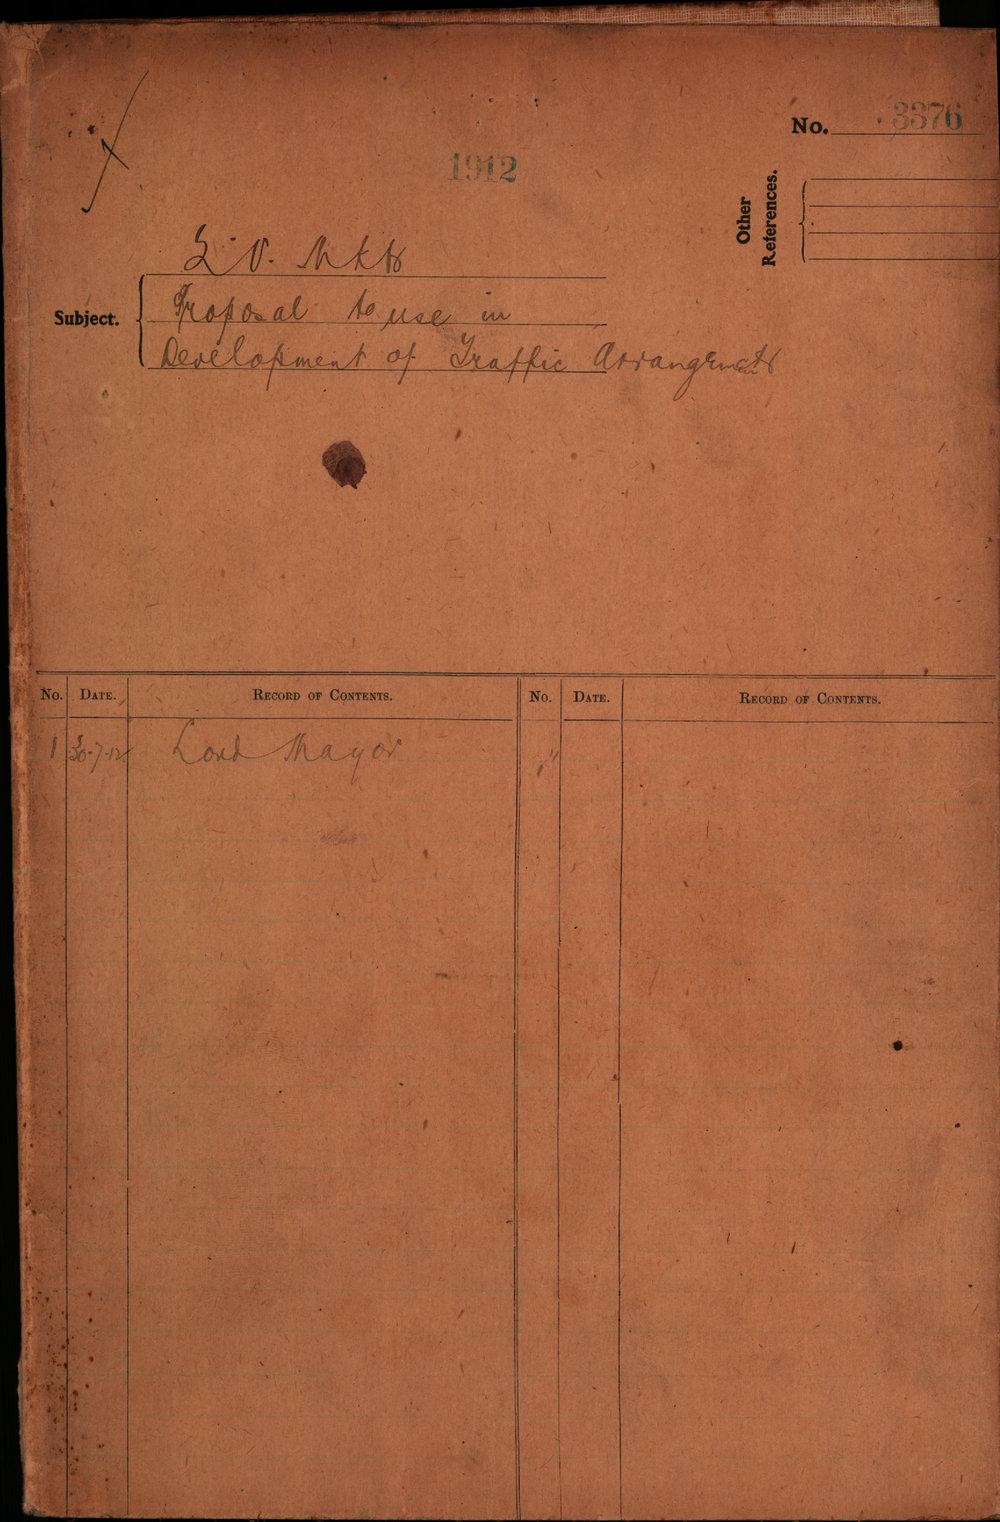 No. 3376
1912
Other
References.
Q.V. Mkts
Subject.
Proposal to use in
Development of Traffic Arrangements
No. DATE. RECORD OF CONTENTS. No. DATE. RECORD OF CONTENTS.
1 30-7-12 Lord Mayor